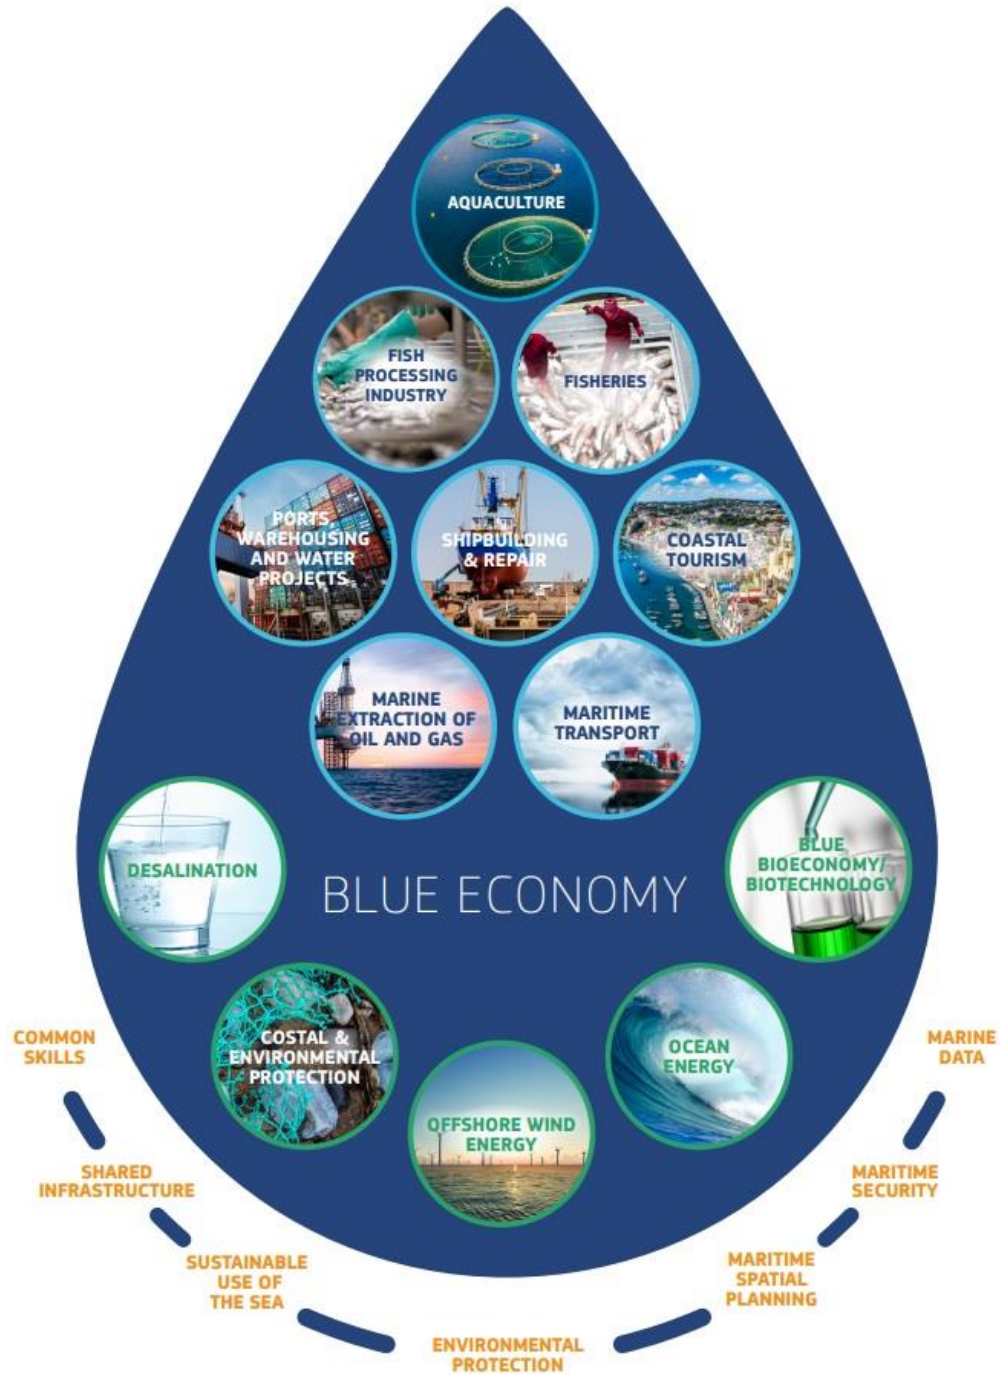 AQUACULTURE
FISH
PROCESSING
INDUSTRY
FISHERIES
PORTS,
WAREHOUSING
AND WATER
PROJECTS
SHIPBUILDING
& REPAIR
COASTAL
TOURISM
MARINE
EXTRACTION OF
OIL AND GAS
MARITIME
TRANSPORT
DESALINATION
BLUE ECONOMY
BLUE
BIOECONOMY/
BIOTECHNOLOGY
COSTAL &
ENVIRONMENTAL
PROTECTION
OFFSHORE WIND
ENERGY
OCEAN
ENERGY
COMMON
SKILLS
SHARED
INFRASTRUCTURE
SUSTAINABLE
USE OF
THE SEA
ENVIRONMENTAL
PROTECTION
MARITIME
SPATIAL
PLANNING
MARITIME
SECURITY
MARINE
DATA